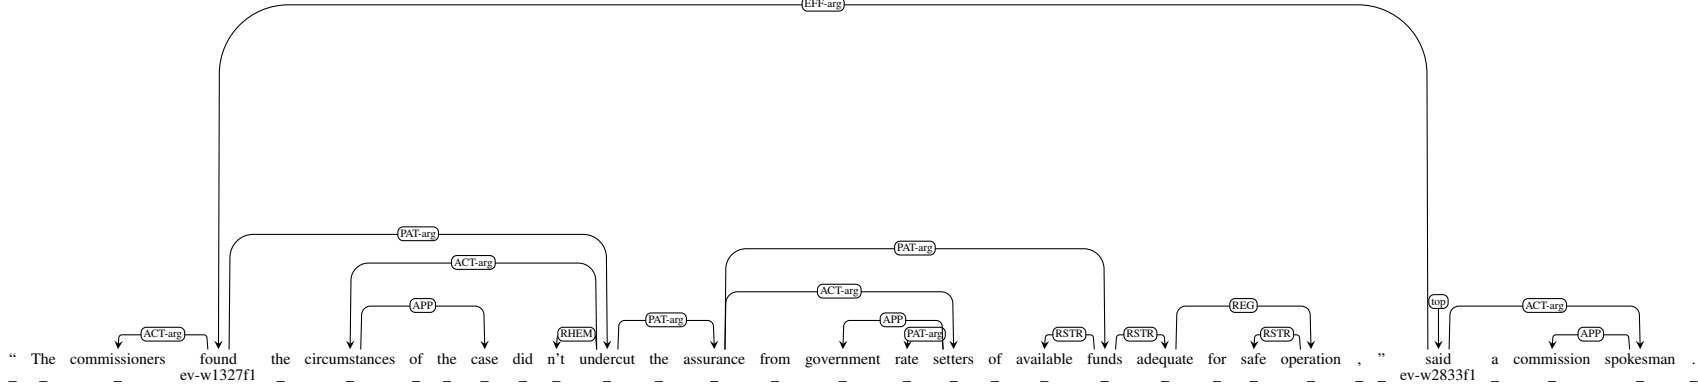 EFF-arg
PAT-arg PAT-arg
ACT-arg
ACT-arg
APP REG top ACT-arg
PAT-arg APP
ACT-arg RHEM PAT-arg RSTR RSTR RSTR APP
“ The commissioners found the circumstances of the case did n’t undercut the assurance from government rate setters of available funds adequate for safe operation , ” said a commission spokesman .
_ _ _ ev-w1327f1 _ _ _ _ _ _ _ _ _ _ _ _ _ _ _ _ _ _ _ _ _ _ _ _ ev-w2833f1 _ _ _ _